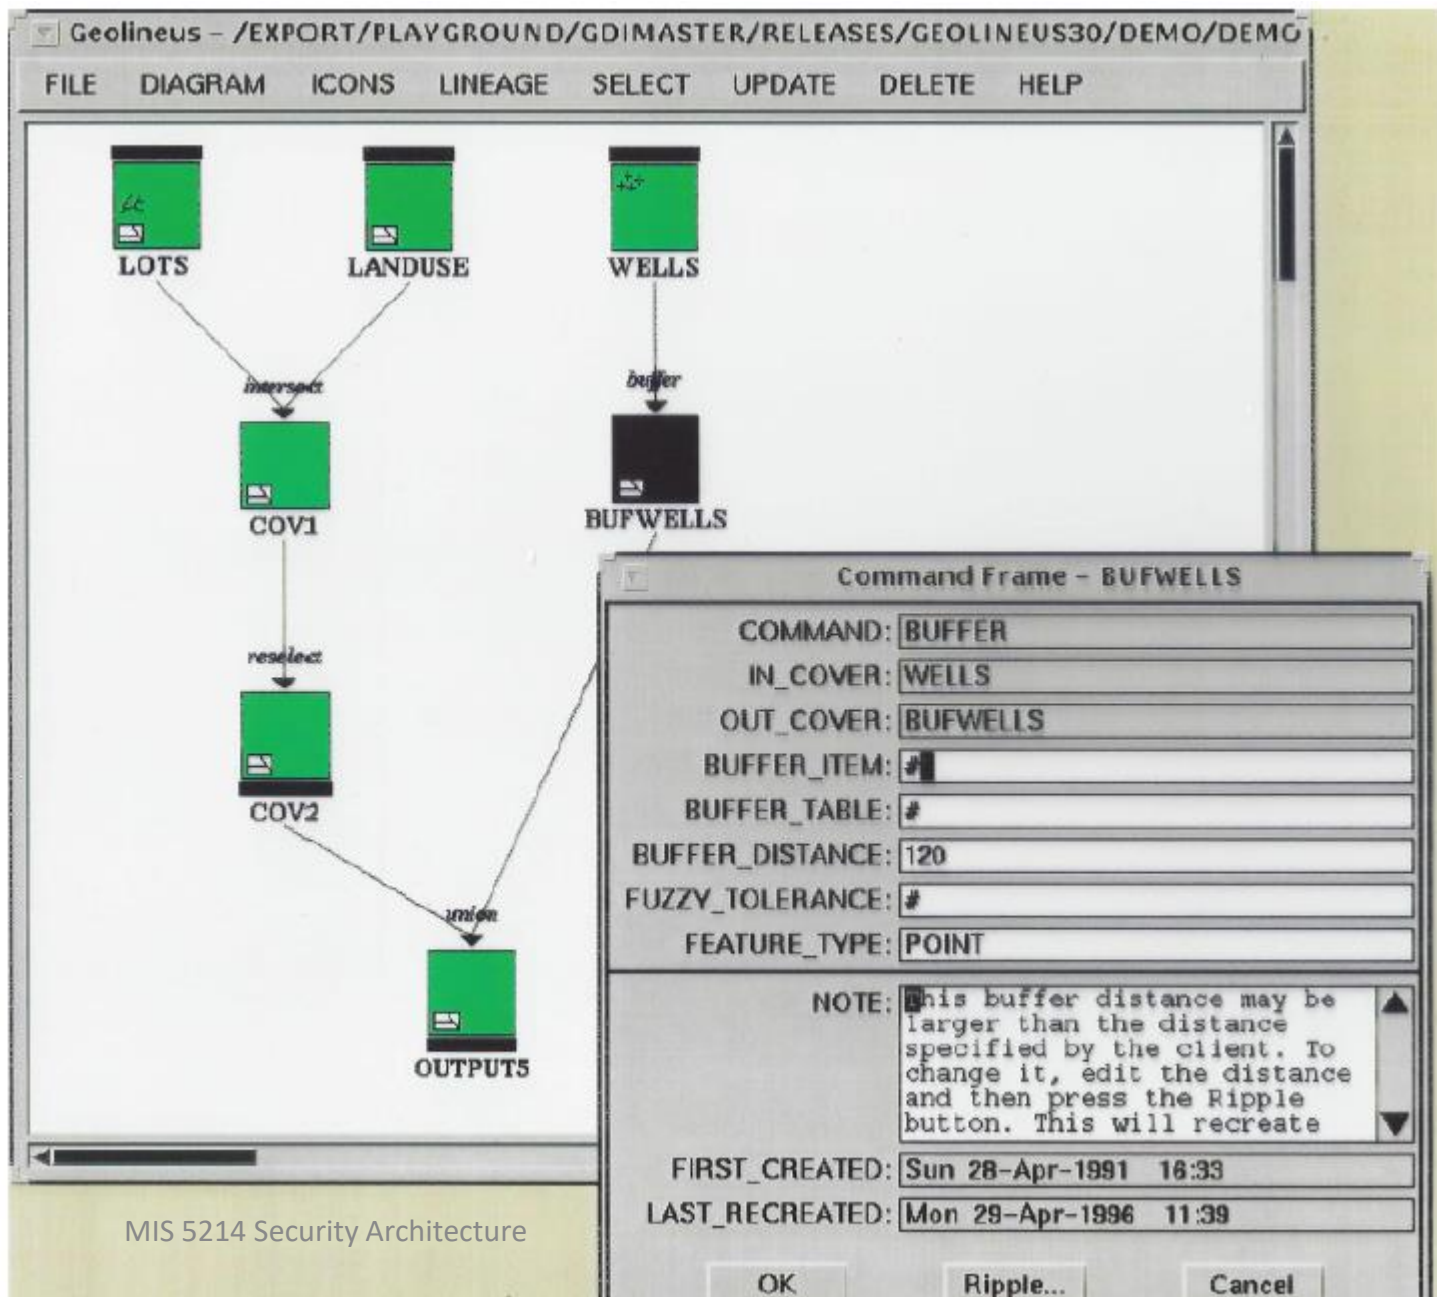 Geolineus - /EXPORT/PLAYGROUND/GDIMASTER/RELEASES/GEOLINEUS30/DEMO/DEMO
FILE DIAGRAM ICONS LINEAGE SELECT UPDATE DELETE HELP
LOTS LANDUSE WELLS
intersect buffer
COV1 BUFWELLS
reselect
COV2
union
OUTPUT5
Command Frame - BUFWELLS
COMMAND: BUFFER
IN_COVER: WELLS
OUT_COVER: BUFWELLS
BUFFER_ITEM: #
BUFFER_TABLE: #
BUFFER_DISTANCE: 120
FUZZY_TOLERANCE: #
FEATURE_TYPE: POINT
NOTE: This buffer distance may be
larger than the distance
specified by the client. To
change it, edit the distance
and then press the Ripple
button. This will recreate
FIRST_CREATED: Sun 28-Apr-1991 16:33
LAST_RECREATED: Mon 29-Apr-1996 11:39
OK Ripple... Cancel
MIS 5214 Security Architecture